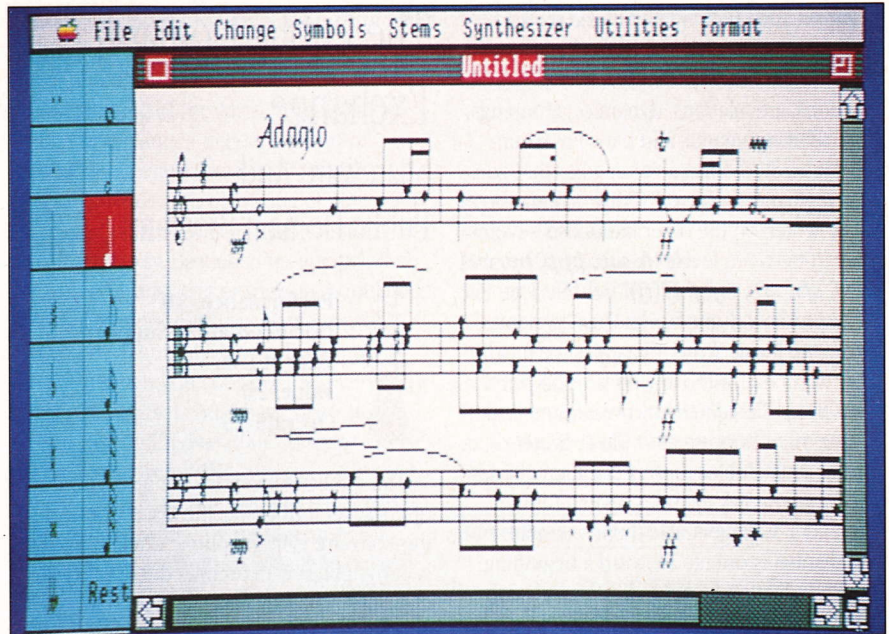 File Edit Change Symbols Stems Synthesizer Utilities Format
Untitled
Adagio
Rest